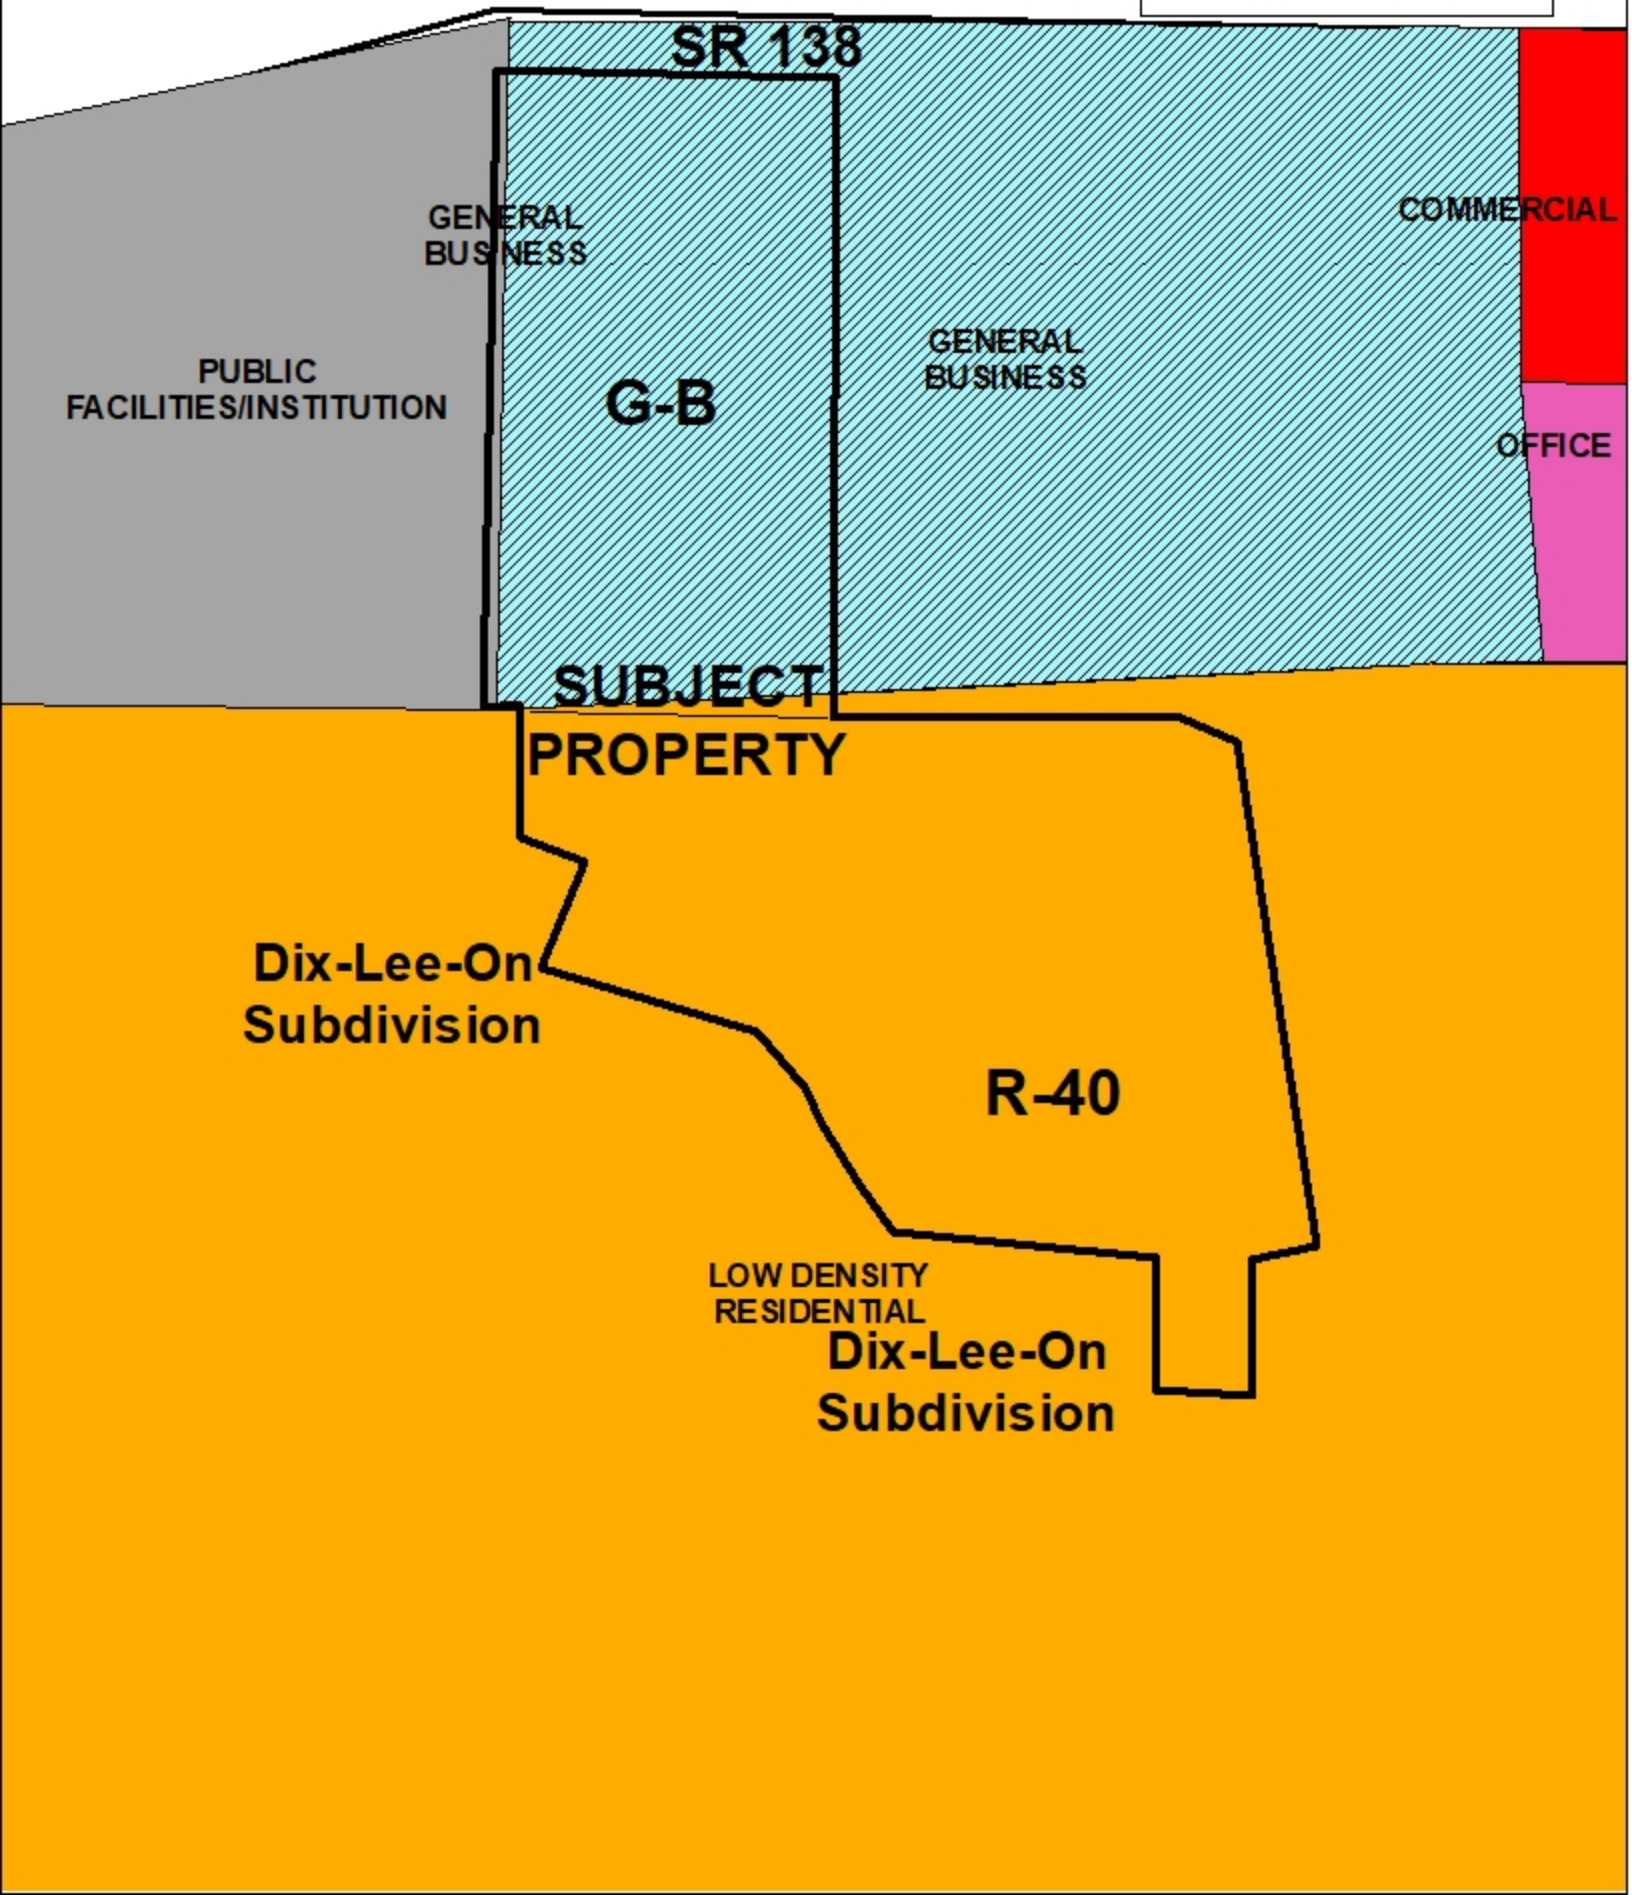 SR 138
GENERAL
BUSINESS
COMMERCIAL
GENERAL
BUSINESS
PUBLIC
FACILITIES/INSTITUTION
G-B
OFFICE
SUBJECT
PROPERTY
Dix-Lee-On
Subdivision
R-40
LOW DENSITY
RESIDENTIAL
Dix-Lee-On
Subdivision